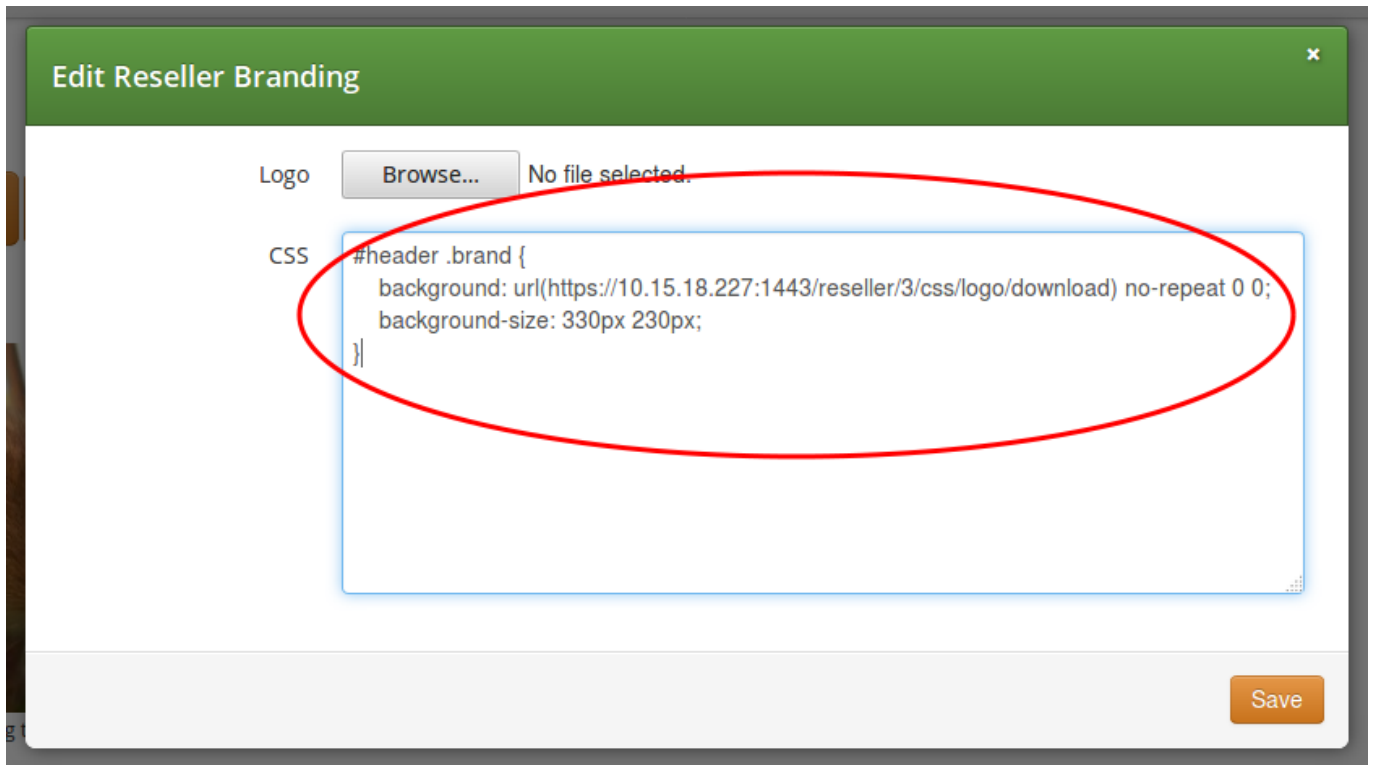 Edit Reseller Branding
×
Logo
Browse...
No file selected.
CSS
#header .brand {
    background: url(https://10.15.18.227:1443/reseller/3/css/logo/download) no-repeat 0 0;
    background-size: 330px 230px;
}
Save